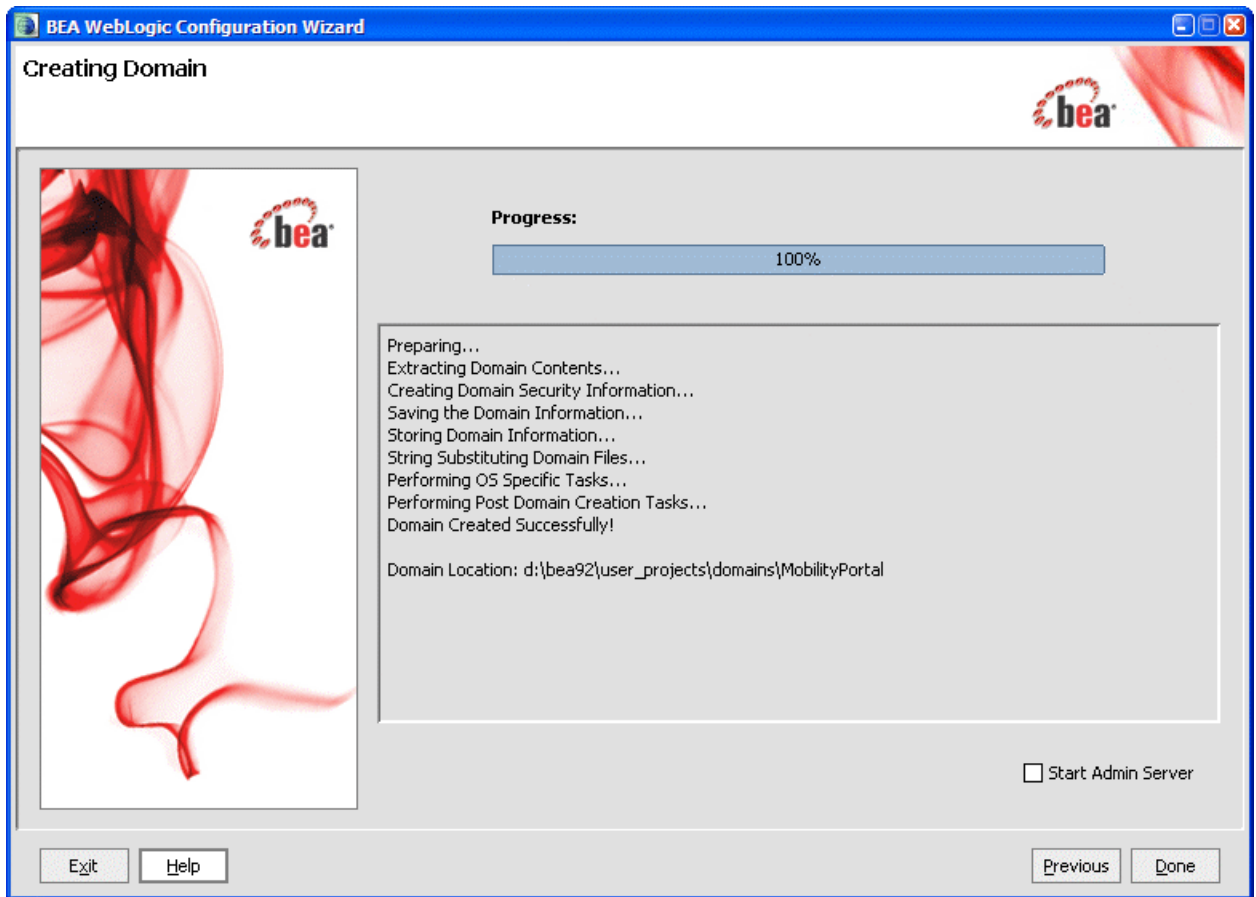 BEA WebLogic Configuration Wizard
Creating Domain
bea
bea
Progress:
100%
Preparing...
Extracting Domain Contents...
Creating Domain Security Information...
Saving the Domain Information...
Storing Domain Information...
String Substituting Domain Files...
Performing OS Specific Tasks...
Performing Post Domain Creation Tasks...
Domain Created Successfully!
Domain Location: d:\bea92\user_projects\domains\MobilityPortal
Start Admin Server
Exit Help Previous Done